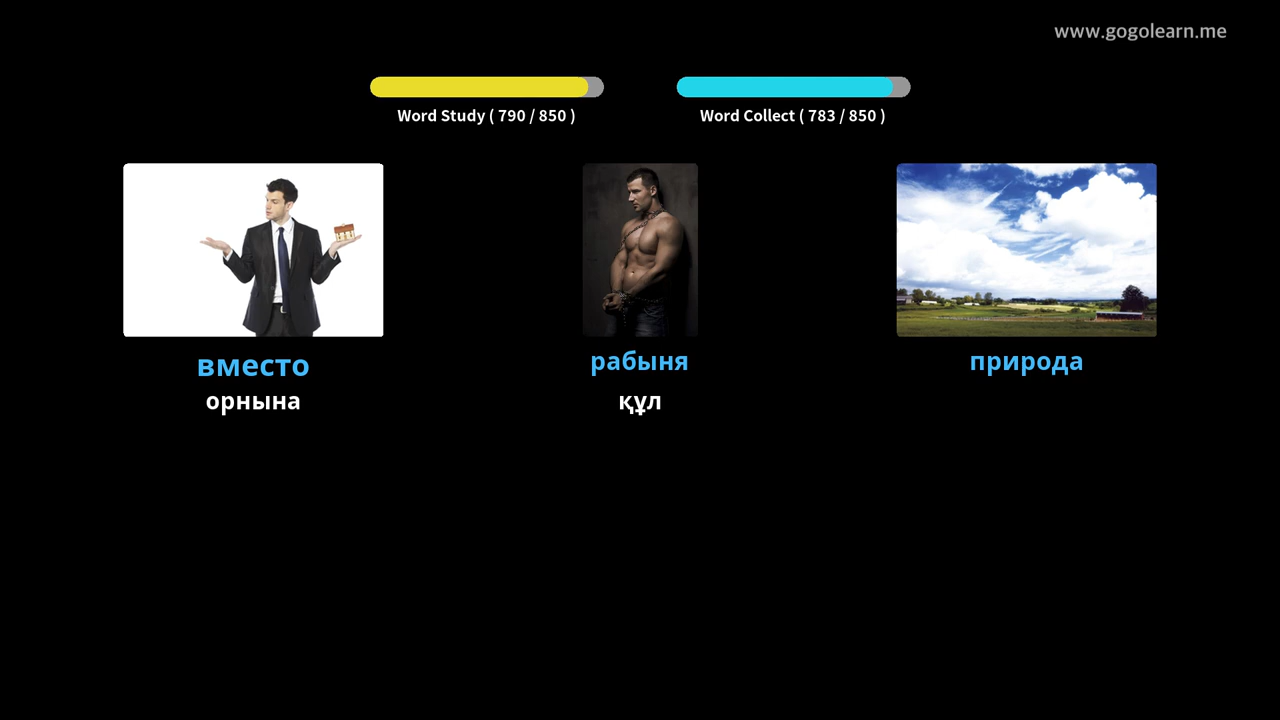 www.gogolearn.me
Word Study ( 790 / 850 )
Word Collect ( 783 / 850 )
вместо
орнына
рабыня
құл
природа